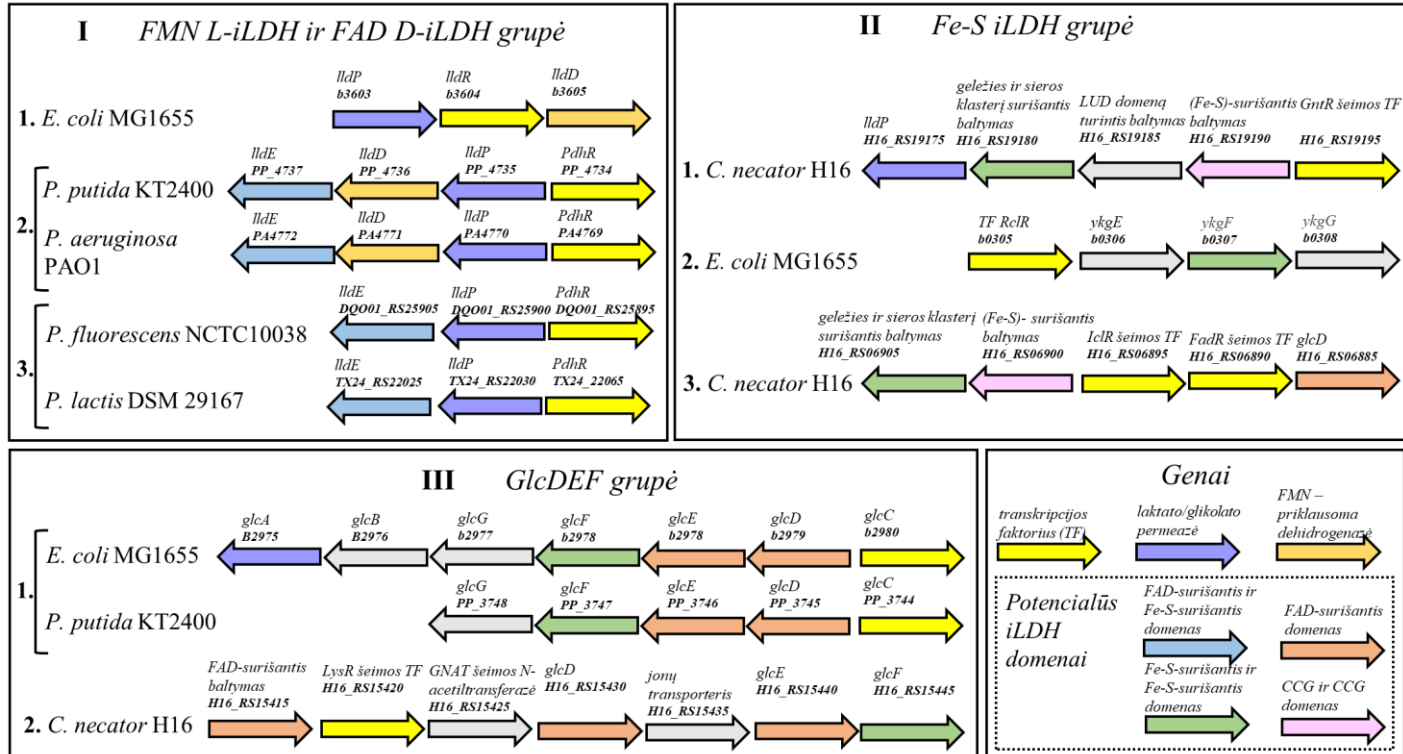 I FMN L-iLDH ir FAD D-iLDH grupė
lldP lldR lldD
b3603 b3604 b3605
1. E. coli MG1655
lldE lldD lldP PdhR
PP_4737 PP_4736 PP_4735 PP_4734
P. putida KT2400
2.
lldE lldD lldP PdhR
PA4772 PA4771 PA4770 PA4769
P. aeruginosa
PAO1
lldE lldP PdhR
DQO01_RS25905 DQO01_RS25900 DQO01_RS25895
P. fluorescens NCTC10038
3.
lldE lldP PdhR
TX24_RS22025 TX24_RS22030 TX24_22065
P. lactis DSM 29167
II Fe-S iLDH grupė
lldP
H16_RS19175
geležies ir sieros
klasterį surišantis
baltymas
H16_RS19180
LUD domeną
turintis baltymas
H16_RS19185
(Fe-S)-surišantis
baltymas
H16_RS19190
GntR šeimos TF
H16_RS19195
1. C. necator H16
TF RclR ykgE ykgF ykgG
b0305 b0306 b0307 b0308
2. E. coli MG1655
geležies ir sieros klasterį
surišantis baltymas
H16_RS06905
(Fe-S)- surišantis
baltymas
H16_RS06900
IclR šeimos TF
H16_RS06895
FadR šeimos TF
H16_RS06890
glcD
H16_RS06885
3. C. necator H16
III GlcDEF grupė
glcA glcB glcG glcF glcE glcD glcC
B2975 B2976 b2977 b2978 b2978 b2979 b2980
E. coli MG1655
1.
glcG glcF glcE glcD glcC
PP_3748 PP_3747 PP_3746 PP_3745 PP_3744
P. putida KT2400
FAD-surišantis
baltymas
H16_RS15415
LysR šeimos TF
H16_RS15420
GNAT šeimos N-
acetiltransferazė
H16_RS15425
glcD
H16_RS15430
jonų
transporteris
H16_RS15435
glcE
H16_RS15440
glcF
H16_RS15445
2. C. necator H16
Genai
transkripcijos
faktorius (TF)
laktato/glikolato
permeazė
FMN –
priklausoma
dehidrogenazė
Potencialūs
iLDH
domenai
FAD-surišantis ir
Fe-S-surišantis
domenas
FAD-surišantis
domenas
Fe-S-surišantis ir
Fe-S-surišantis
domenas
CCG ir CCG
domenas